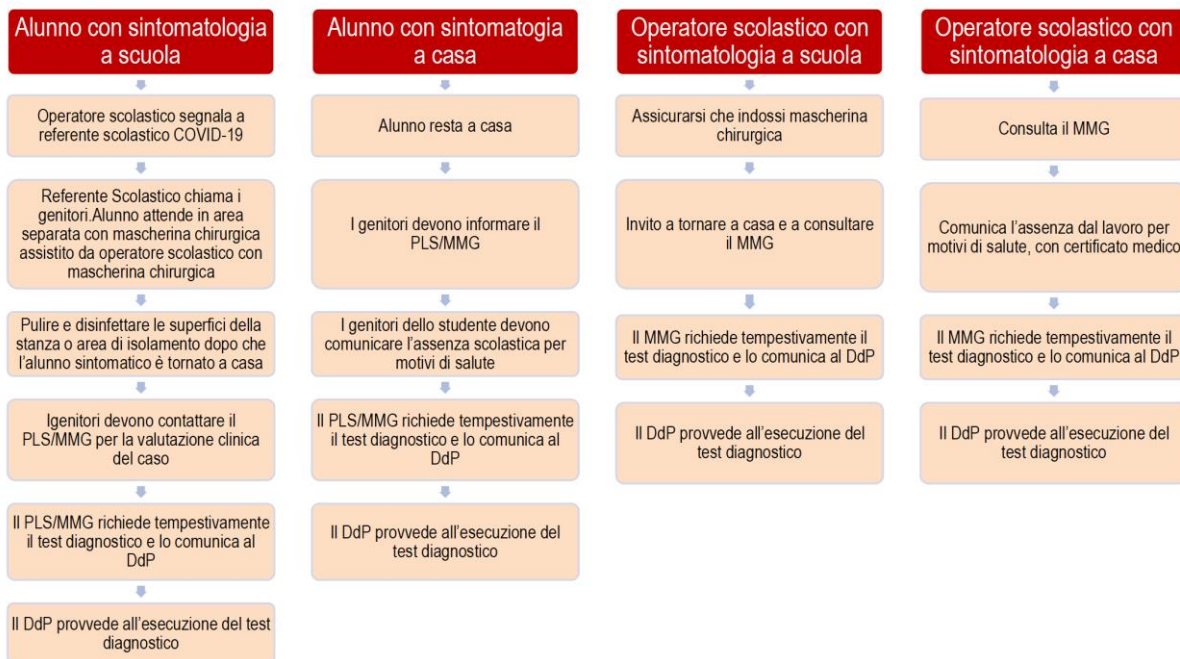 Alunno con sintomatologia
a scuola
Operatore scolastico segnala a
referente scolastico COVID-19
Referente Scolastico chiama i
genitori.Alunno attende in area
separata con mascherina chirurgica
assistito da operatore scolastico con
mascherina chirurgica
Pulire e disinfettare le superfici della
stanza o area di isolamento dopo che
l'alunno sintomatico è tornato a casa
Igenitori devono contattare il
PLS/MMG per la valutazione clinica
del caso
Il PLS/MMG richiede tempestivamente
il test diagnostico e lo comunica al
DdP
Il DdP provvede all'esecuzione del test
diagnostico
Alunno con sintomatogia
a casa
Alunno resta a casa
I genitori devono informare il
PLS/MMG
I genitori dello studente devono
comunicare l'assenza scolastica per
motivi di salute
Il PLS/MMG richiede tempestivamente
il test diagnostico e lo comunica al
DdP
Il DdP provvede all'esecuzione del
test diagnostico
Operatore scolastico con
sintomatologia a scuola
Assicurarsi che indossi mascherina
chirurgica
Invito a tornare a casa e a consultare
il MMG
Il MMG richiede tempestivamente il
test diagnostico e lo comunica al DdP
Il DdP provvede all'esecuzione del
test diagnostico
Operatore scolastico con
sintomatologia a casa
Consulta il MMG
Comunica l'assenza dal lavoro per
motivi di salute, con certificato medico
Il MMG richiede tempestivamente il
test diagnostico e lo comunica al DdP
Il DdP provvede all'esecuzione del
test diagnostico